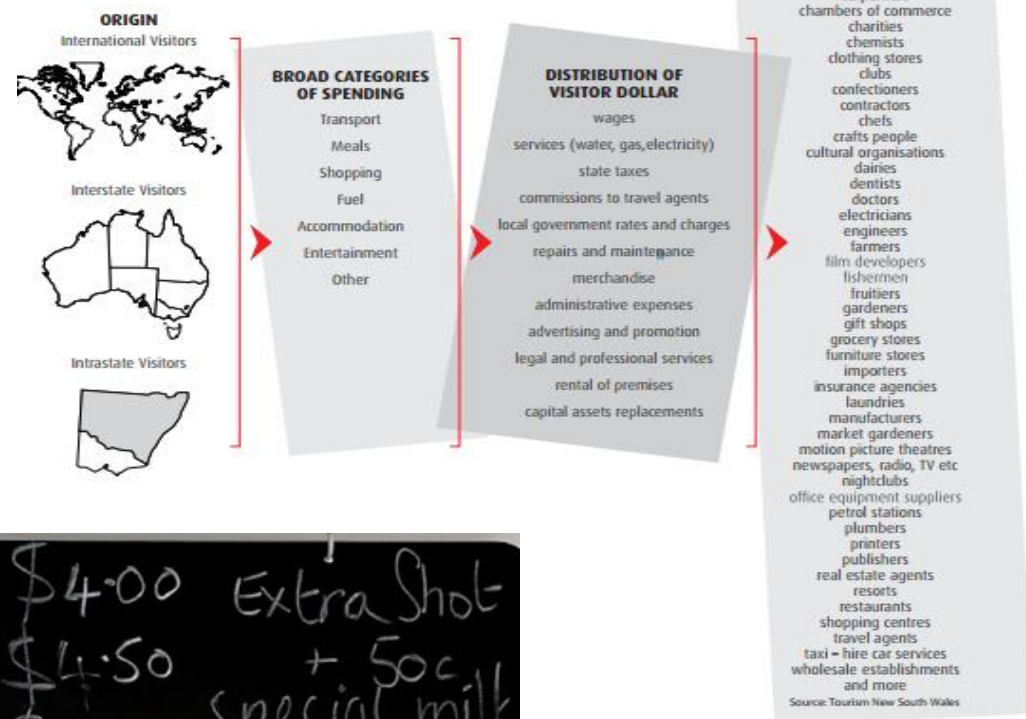 ORIGIN
International Visitors
Interstate Visitors
Intrastate Visitors
BROAD CATEGORIES
OF SPENDING
Transport
Meals
Shopping
Fuel
Accommodation
Entertainment
Other
DISTRIBUTION OF
VISITOR DOLLAR
wages
services (water, gas,electricity)
state taxes
commissions to travel agents
local government rates and charges
repairs and maintenance
merchandise
administrative expenses
advertising and promotion
legal and professional services
rental of premises
capital assets replacements
chambers of commerce
charities
chemists
clothing stores
clubs
confectioners
contractors
chefs
crafts people
cultural organisations
dairies
dentists
doctors
electricians
engineers
farmers
film developers
fishermen
fruitiers
gardeners
gift shops
grocery stores
furniture stores
importers
insurance agencies
laundries
manufacturers
market gardeners
motion picture theatres
newspapers, radio, TV etc
nightclubs
office equipment suppliers
petrol stations
plumbers
printers
publishers
real estate agents
resorts
restaurants
shopping centres
travel agents
taxi – hire car services
wholesale establishments
and more
Source: Tourism New South Wales
$4.00 Extra Shot
$4.50 + 50c
special milk